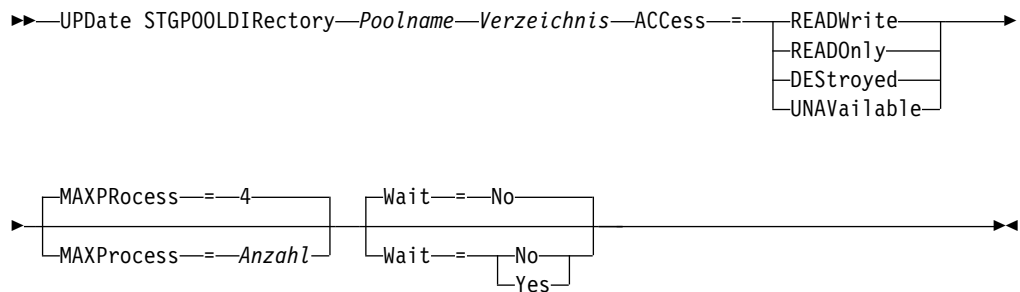 UPDate STGPOOLDIRectory Poolname Verzeichnis ACCess = READWrite
READOnly
DEStroyed
UNAVailable
MAXPRocess = 4 Wait = No
MAXProcess = Anzahl Wait = No
Yes